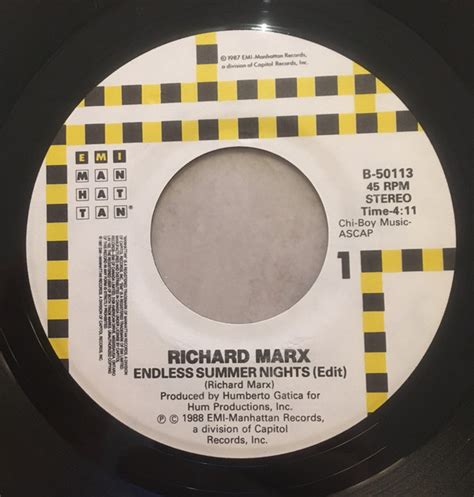 © 1987 EMI-Manhattan Records,
a division of Capitol Records, Inc.
EMI
MAN
HAT
TAN®
B-50113
45 RPM
STEREO
Time-4:11
Chi-Boy Music-
ASCAP
1
RICHARD MARX
ENDLESS SUMMER NIGHTS (Edit)
(Richard Marx)
Produced by Humberto Gatica for
Hum Productions, Inc.
℗ © 1988 EMI-Manhattan Records,
a division of Capitol
Records, Inc.